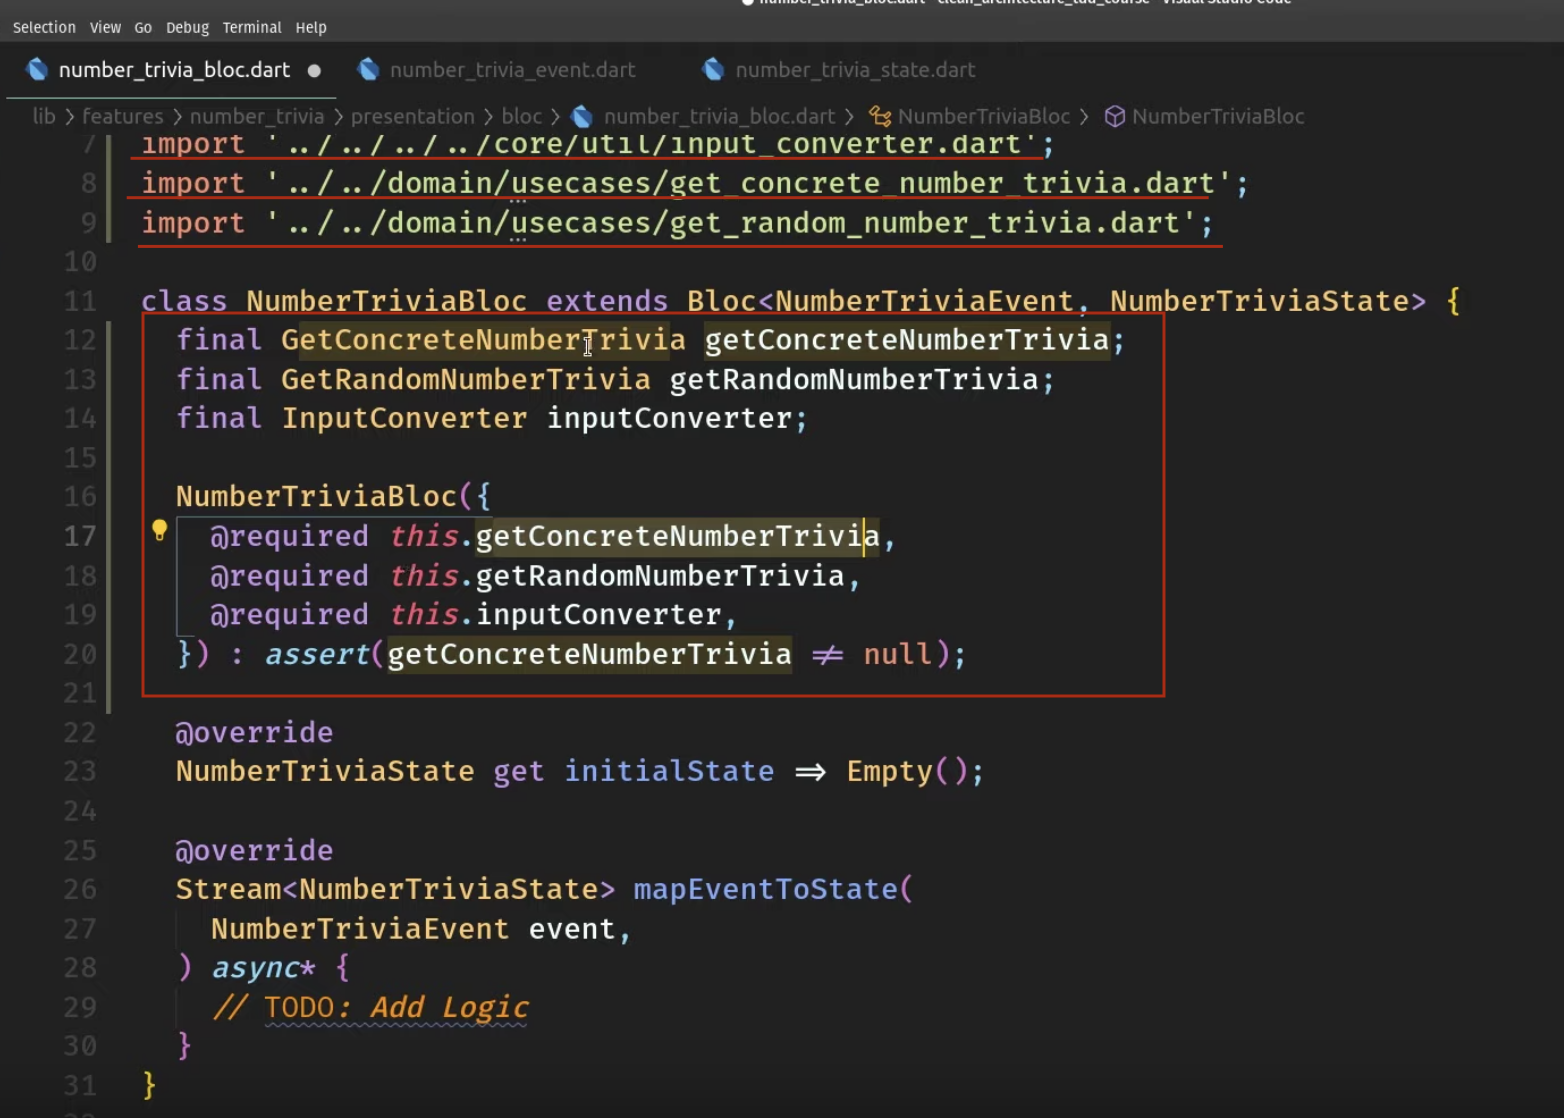 number_trivia_bloc.dart - clean_architecture_tdd_course - Visual Studio Code
Selection View Go Debug Terminal Help
number_trivia_bloc.dart ● number_trivia_event.dart number_trivia_state.dart
lib > features > number_trivia > presentation > bloc > number_trivia_bloc.dart > NumberTriviaBloc > NumberTriviaBloc
7 import '../../../../core/util/input_converter.dart';
8 import '../../domain/usecases/get_concrete_number_trivia.dart';
9 import '../../domain/usecases/get_random_number_trivia.dart';
10
11 class NumberTriviaBloc extends Bloc<NumberTriviaEvent, NumberTriviaState> {
12 final GetConcreteNumberTrivia getConcreteNumberTrivia;
13 final GetRandomNumberTrivia getRandomNumberTrivia;
14 final InputConverter inputConverter;
15
16 NumberTriviaBloc({
17 @required this.getConcreteNumberTrivia,
18 @required this.getRandomNumberTrivia,
19 @required this.inputConverter,
20 }) : assert(getConcreteNumberTrivia ≠ null);
21
22 @override
23 NumberTriviaState get initialState ⇒ Empty();
24
25 @override
26 Stream<NumberTriviaState> mapEventToState(
27 NumberTriviaEvent event,
28 ) async* {
29 // TODO: Add Logic
30 }
31 }